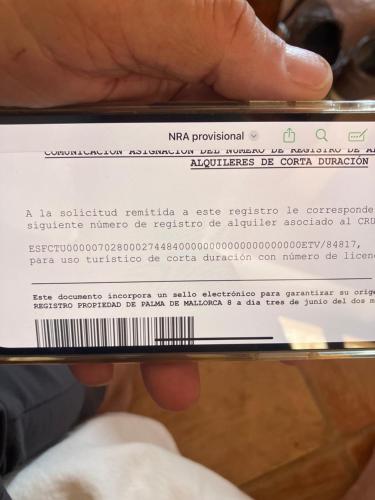 NRA provisional
COMUNICACIÓN ASIGNACIÓN DEL NÚMERO DE REGISTRO DE
ALQUILERES DE CORTA DURACIÓN
A la solicitud remitida a este registro le corresponde
siguiente número de registro de alquiler asociado al CRU
ESFCTU00000702800027448400000000000000000000ETV/84817,
para uso turístico de corta duración con número de licen
Este documento incorpora un sello electrónico para garantizar su orige
REGISTRO PROPIEDAD DE PALMA DE MALLORCA 8 a día tres de junio del dos m